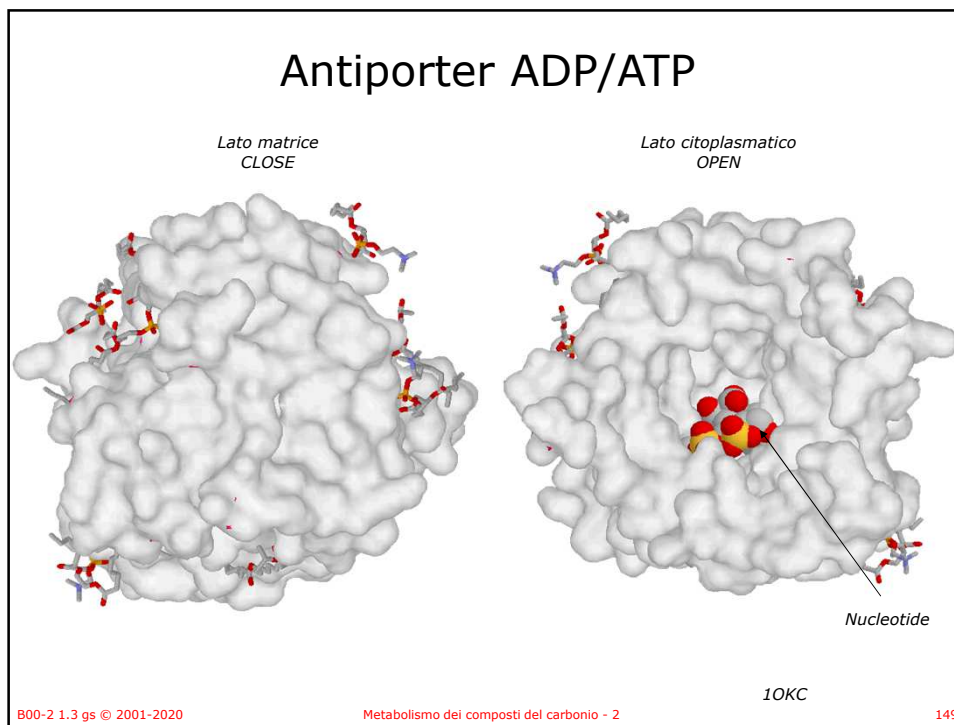 Antiporter ADP/ATP
Lato matrice
CLOSE
Lato citoplasmatico
OPEN
Nucleotide
1OKC
B00-2 1.3 gs © 2001-2020
Metabolismo dei composti del carbonio - 2
149